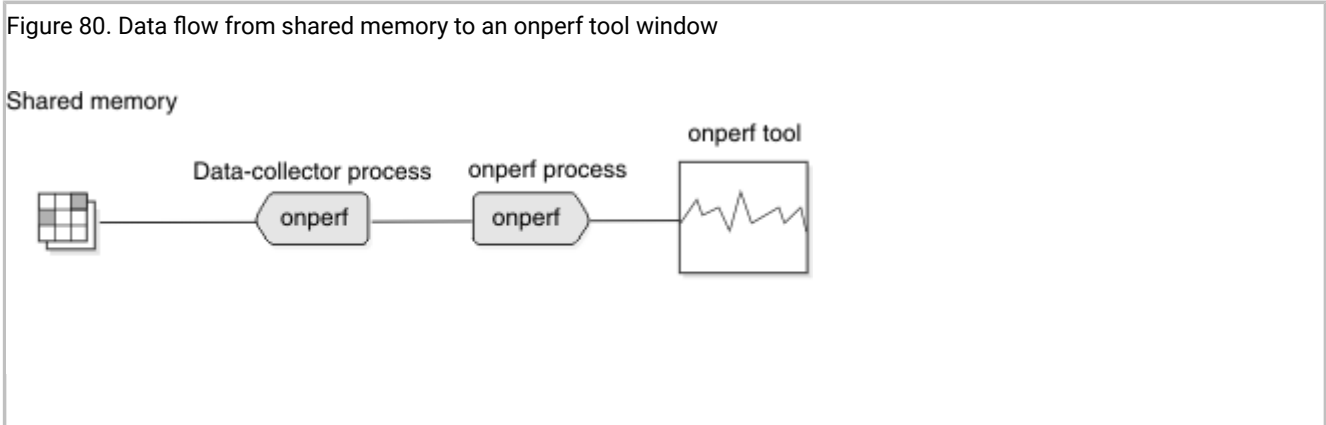 Figure 80. Data flow from shared memory to an onperf tool window
Shared memory
onperf tool
Data-collector process
onperf process
onperf
onperf